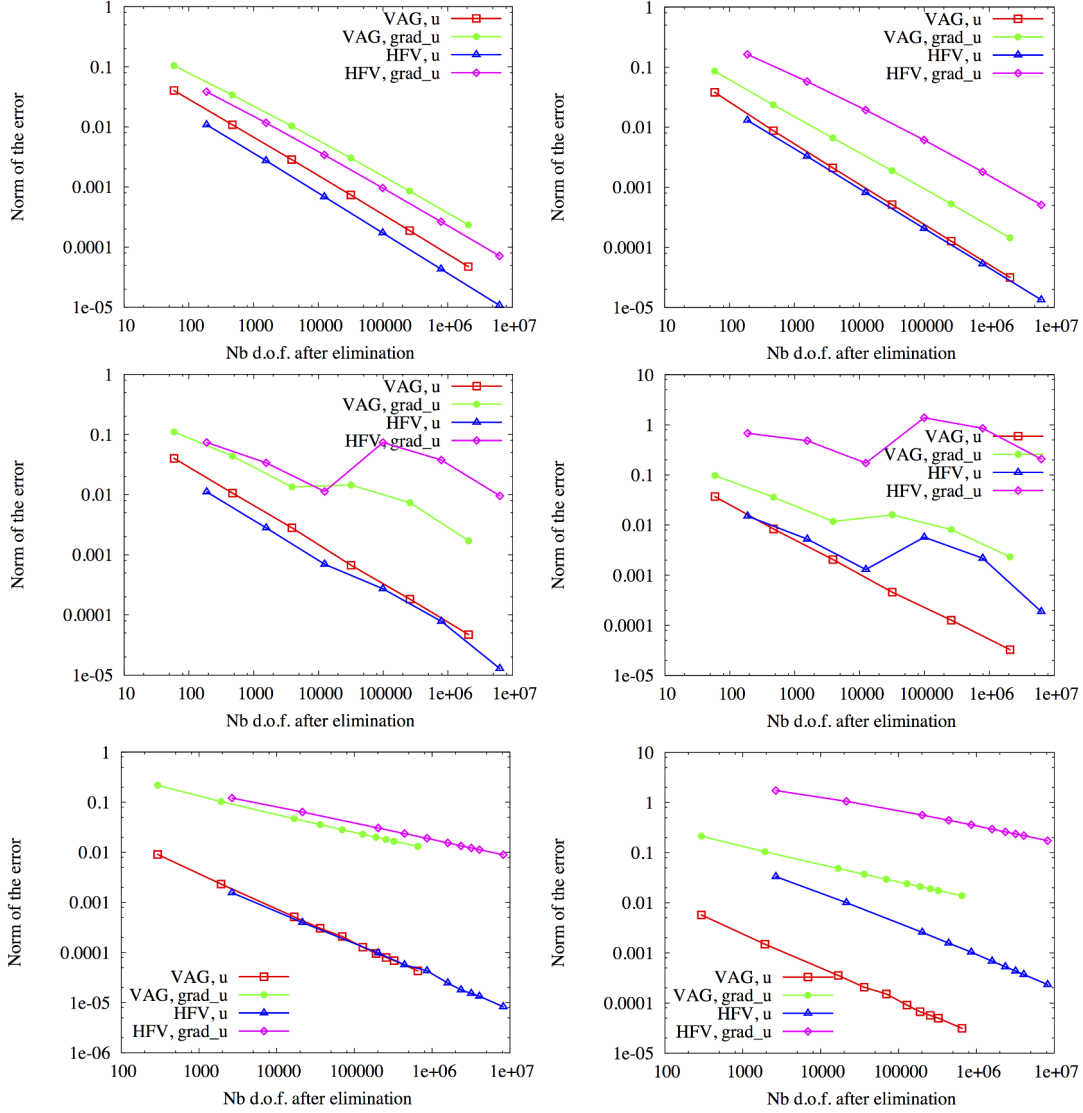 1
0.1
0.01
0.001
0.0001
1e-05
10
1000
100000
1e+06
1e+07
Norm of the error
Nb d.o.f. after elimination
VAG, u
VAG, grad_u
HFV, u
HFV, grad_u
1
0.1
0.01
0.001
0.0001
1e-05
10
1000
100000
1e+06
1e+07
Norm of the error
Nb d.o.f. after elimination
VAG, u
VAG, grad_u
HFV, u
HFV, grad_u
1
0.1
0.01
0.001
0.0001
1e-05
10
1000
100000
1e+06
1e+07
Norm of the error
Nb d.o.f. after elimination
VAG, u
VAG, grad_u
HFV, u
HFV, grad_u
10
1
0.1
0.01
0.001
0.0001
1e-05
10
1000
100000
1e+06
1e+07
Norm of the error
Nb d.o.f. after elimination
VAG, u
VAG, grad_u
HFV, u
HFV, grad_u
1
0.1
0.01
0.001
0.0001
1e-05
1e-06
100
1000
10000
100000
1e+06
1e+07
Norm of the error
Nb d.o.f. after elimination
VAG, u
VAG, grad_u
HFV, u
HFV, grad_u
10
1
0.1
0.01
0.001
0.0001
1e-05
100
1000
10000
100000
1e+06
1e+07
Norm of the error
Nb d.o.f. after elimination
VAG, u
VAG, grad_u
HFV, u
HFV, grad_u